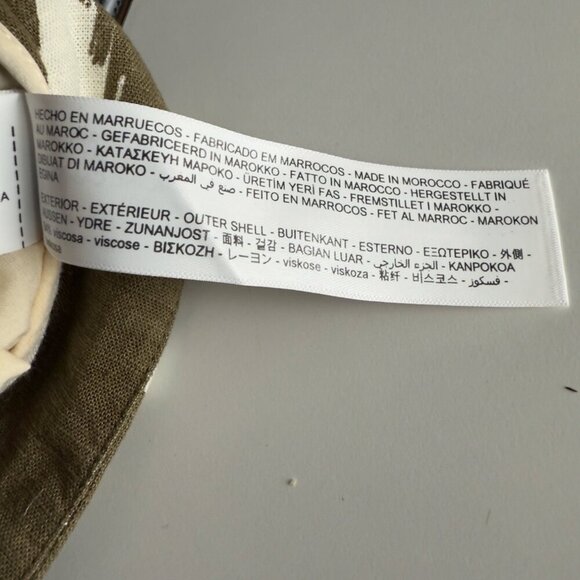 HECHO EN MARRUECOS - FABRICADO EM MARROCOS - MADE IN MOROCCO - FABRIQUÉ
AU MAROC - GEFABRICEERD IN MAROKKO - FATTO IN MAROCCO - HERGESTELLT IN
MAROKKO - ΚΑΤΑΣΚΕΥΗ ΜΑΡΟΚΟ - ÜRETİM YERİ FAS - FREMSTILLET I MAROKKO -
DIBUAT DI MAROKO - صنع في المغرب - FEITO EN MARROCOS - FET AL MARROC - MAROKON
EGINA
EXTERIOR - EXTÉRIEUR - OUTER SHELL - BUITENKANT - ESTERNO - ΕΞΩΤΕΡΙΚΟ - 外側 -
AUSSEN - YDRE - ZUNANJOST - 面料 - 겉감 - BAGIAN LUAR - الجزء الخارجي - KANPOKOA
viscosa - viscose - ΒΙΣΚΟΖΗ - レーヨン - viskose - viskoza - 粘纤 - 비스코스 - فسكوز -
A